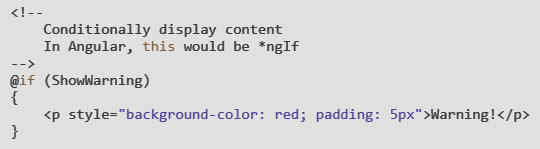 <!--
    Conditionally display content
    In Angular, this would be *ngIf
-->
@if (ShowWarning)
{
    <p style="background-color: red; padding: 5px">Warning!</p>
}